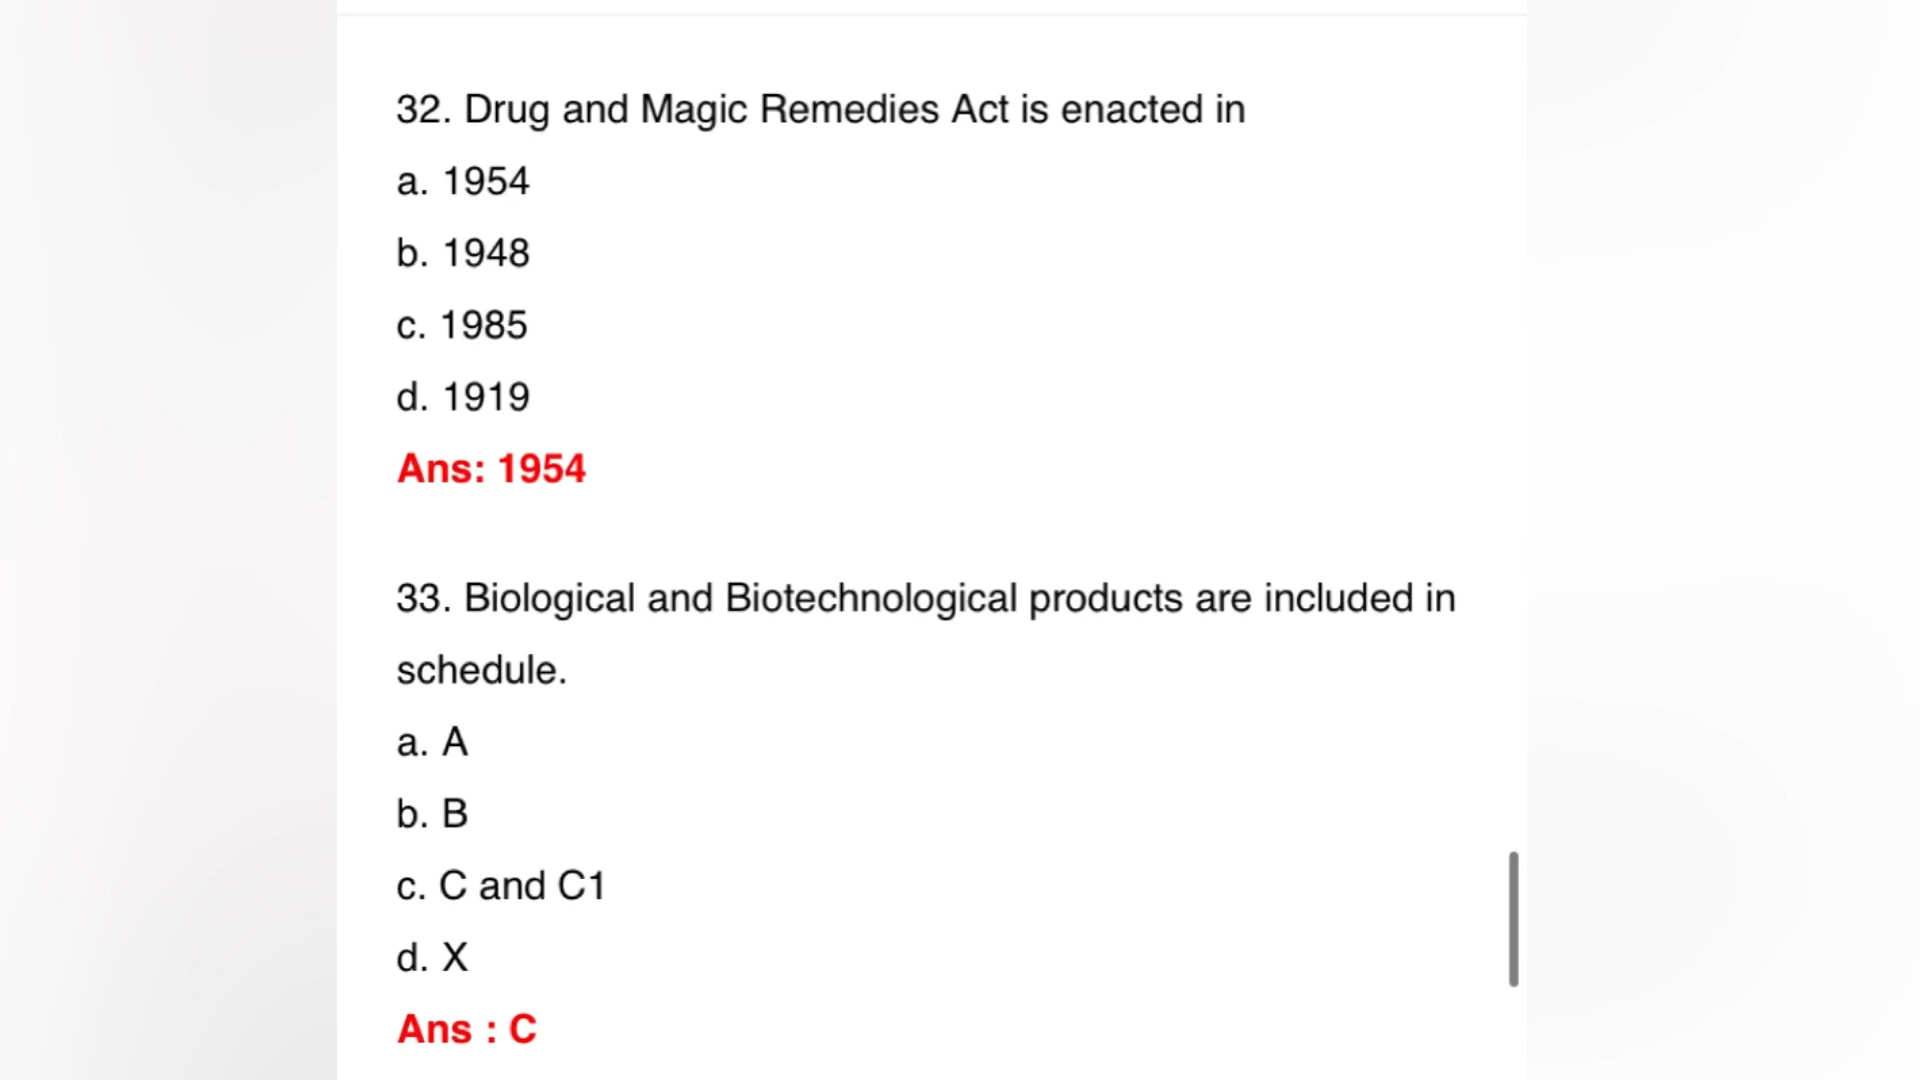 32. Drug and Magic Remedies Act is enacted in
a. 1954
b. 1948
c. 1985
d. 1919
Ans: 1954
33. Biological and Biotechnological products are included in
schedule.
a. A
b. B
c. C and C1
d. X
Ans : C